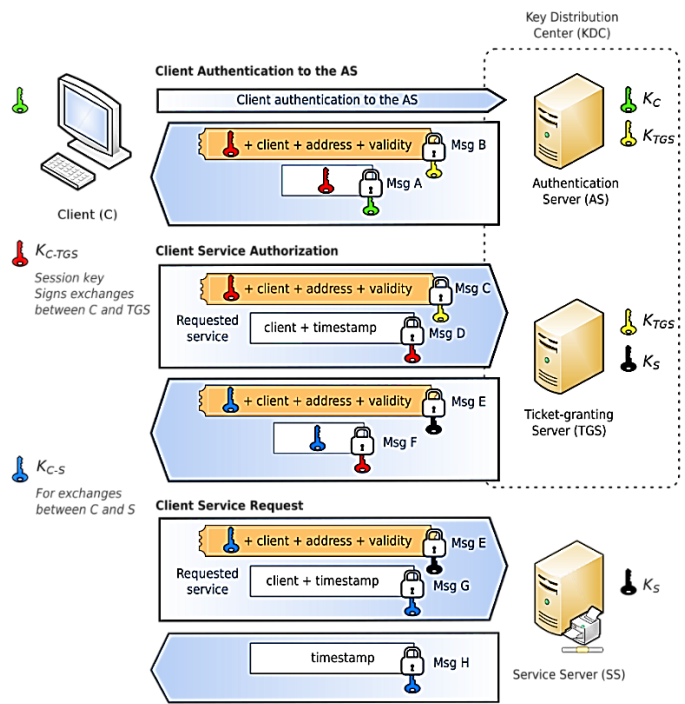 Key Distribution
Center (KDC)
Client Authentication to the AS
Client authentication to the AS
+ client + address + validity
Msg B
Msg A
Client (C)
K_C
K_TGS
Authentication
Server (AS)
K_C-TGS
Session key
Signs exchanges
between C and TGS
Client Service Authorization
+ client + address + validity
Msg C
Requested
service
client + timestamp
Msg D
K_TGS
K_S
+ client + address + validity
Msg E
Msg F
Ticket-granting
Server (TGS)
K_C-S
For exchanges
between C and S
Client Service Request
+ client + address + validity
Msg E
Requested
service
client + timestamp
Msg G
K_S
timestamp
Msg H
Service Server (SS)